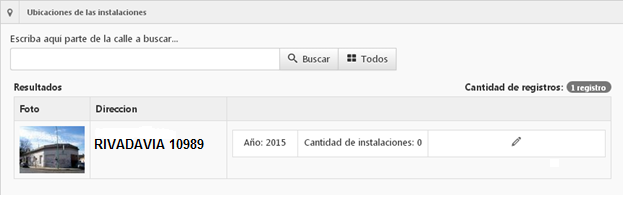 Ubicaciones de las instalaciones
Escriba aqui parte de la calle a buscar...
Buscar
Todos
Resultados
Cantidad de registros: 1 registro
Foto
Direccion
RIVADAVIA 10989
Año: 2015
Cantidad de instalaciones: 0